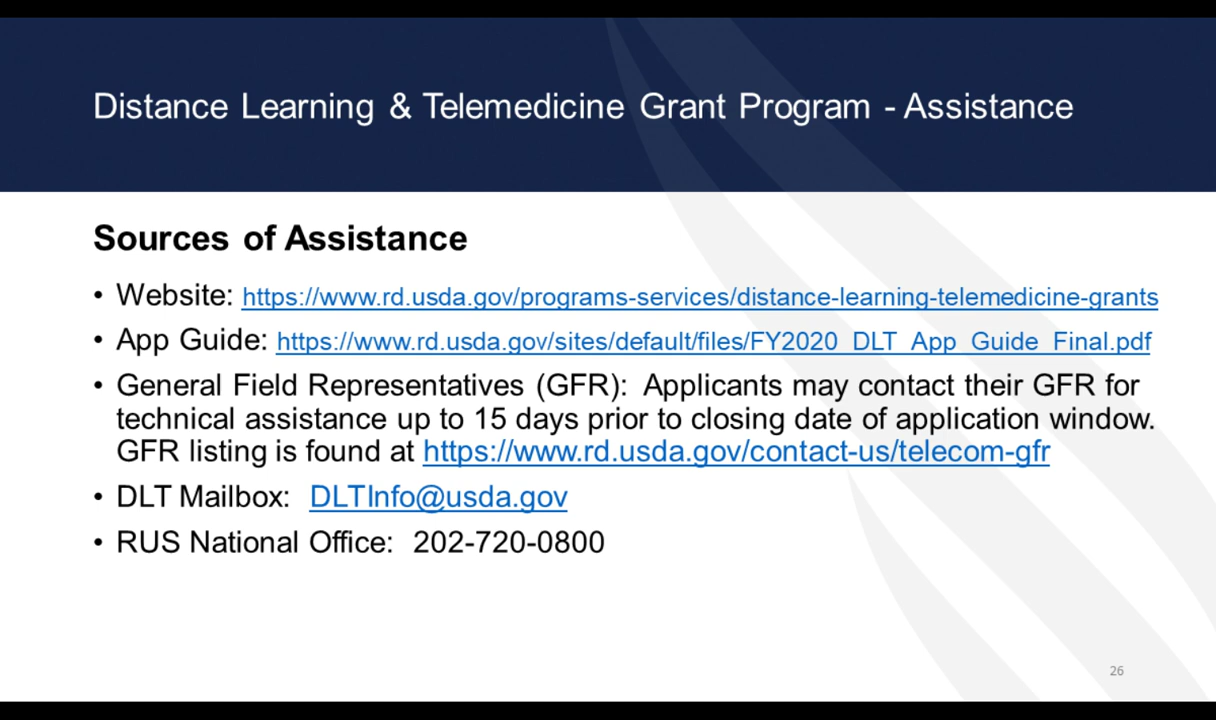 Distance Learning & Telemedicine Grant Program - Assistance
Sources of Assistance
• Website: https://www.rd.usda.gov/programs-services/distance-learning-telemedicine-grants
• App Guide: https://www.rd.usda.gov/sites/default/files/FY2020_DLT_App_Guide_Final.pdf
• General Field Representatives (GFR): Applicants may contact their GFR for
technical assistance up to 15 days prior to closing date of application window.
GFR listing is found at https://www.rd.usda.gov/contact-us/telecom-gfr
• DLT Mailbox: DLTInfo@usda.gov
• RUS National Office: 202-720-0800
26